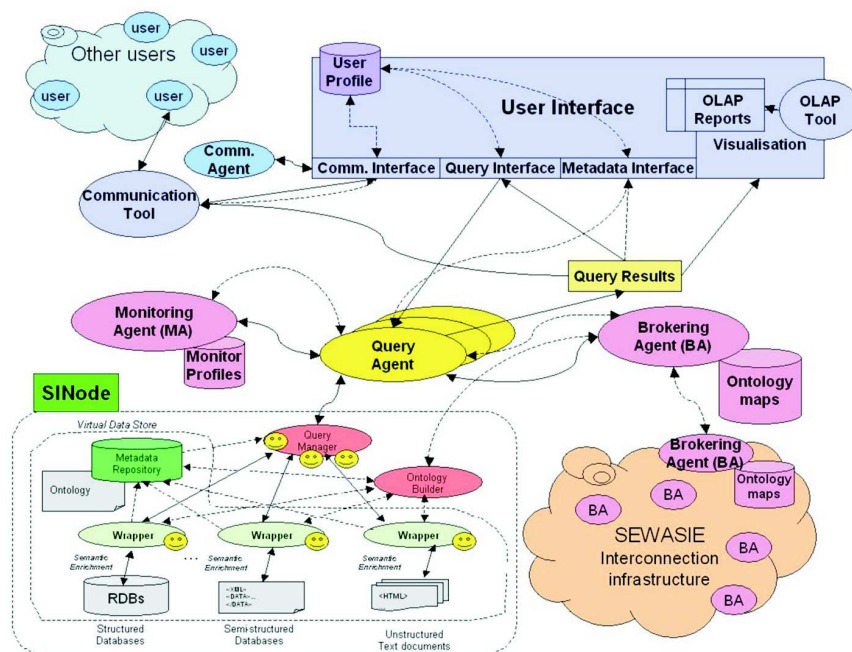 user
Other users
user
user
user
User
Profile
User Interface
OLAP
Reports
OLAP
Tool
Visualisation
Comm.
Agent
Comm. Interface
Query Interface
Metadata Interface
Communication
Tool
Query Results
Monitoring
Agent (MA)
Monitor
Profiles
Query
Agent
Brokering
Agent (BA)
Ontology
maps
SINode
Virtual Data Store
Metadata
Repository
Query
Manager
Ontology
Ontology
Builder
Brokering
Agent (BA)
Ontology
maps
Wrapper
Wrapper
Wrapper
Semantic
Enrichment
...
Semantic
Enrichment
Semantic
Enrichment
RDBs
<XML>
<DATA>...
</DATA>
<HTML>
Structured
Databases
Semi-structured
Databases
Unstructured
Text documents
BA
BA
SEWASIE
Interconnection
infrastructure
BA
BA